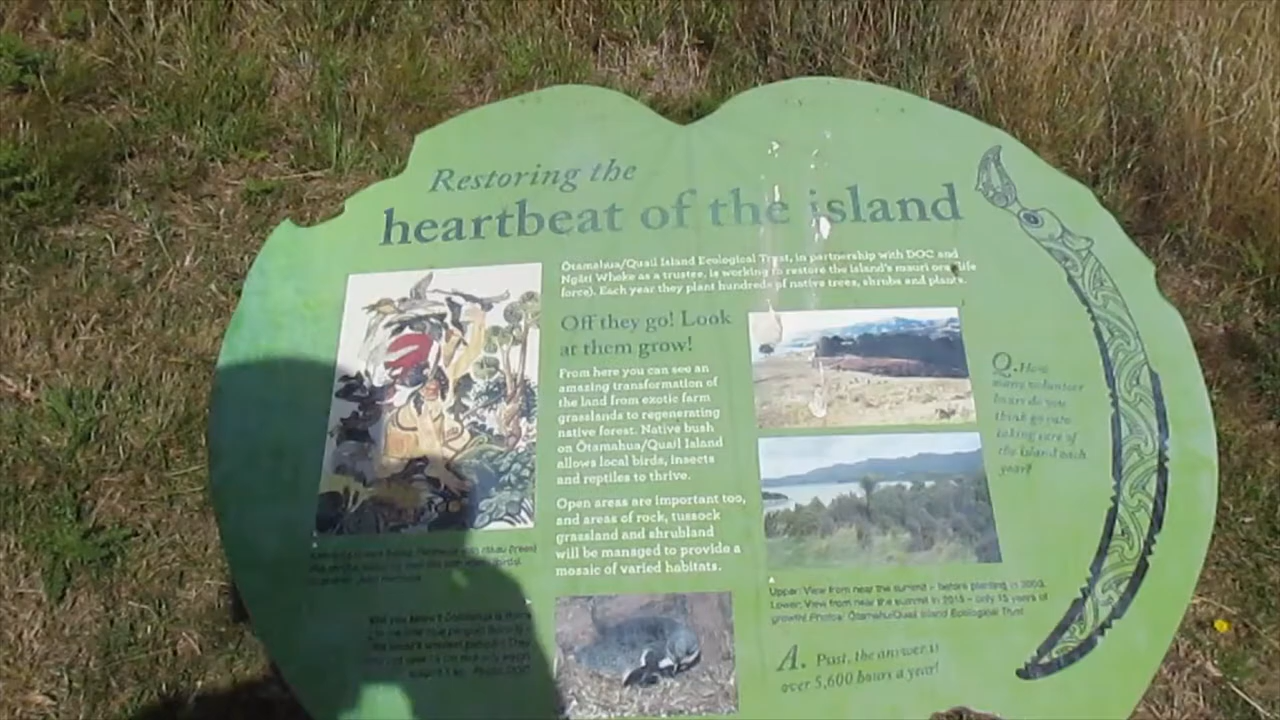 Restoring the
heartbeat of the island
Ōtamahua/Quail Island Ecological Trust, in partnership with DOC and
Ngāti Wheke as a trustee, is working to restore the island's mauri ora (life
force). Each year they plant hundreds of native trees, shrubs and plants.
Off they go! Look
at them grow!
From here you can see an
amazing transformation of
the land from exotic farm
grasslands to regenerating
native forest. Native bush
on Ōtamahua/Quail Island
allows local birds, insects
and reptiles to thrive.
Open areas are important too,
and areas of rock, tussock
grassland and shrubland
will be managed to provide a
mosaic of varied habitats.
Upper: View from near the summit – before planting in 2000.
Lower: View from near the summit in 2015 – only 15 years of
growth! Photos: Ōtamahua/Quail Island Ecological Trust
Q. How
many volunteer
hours do you
think go into
taking care of
the island each
year?
A. Psst, the answer is
over 5,600 hours a year!